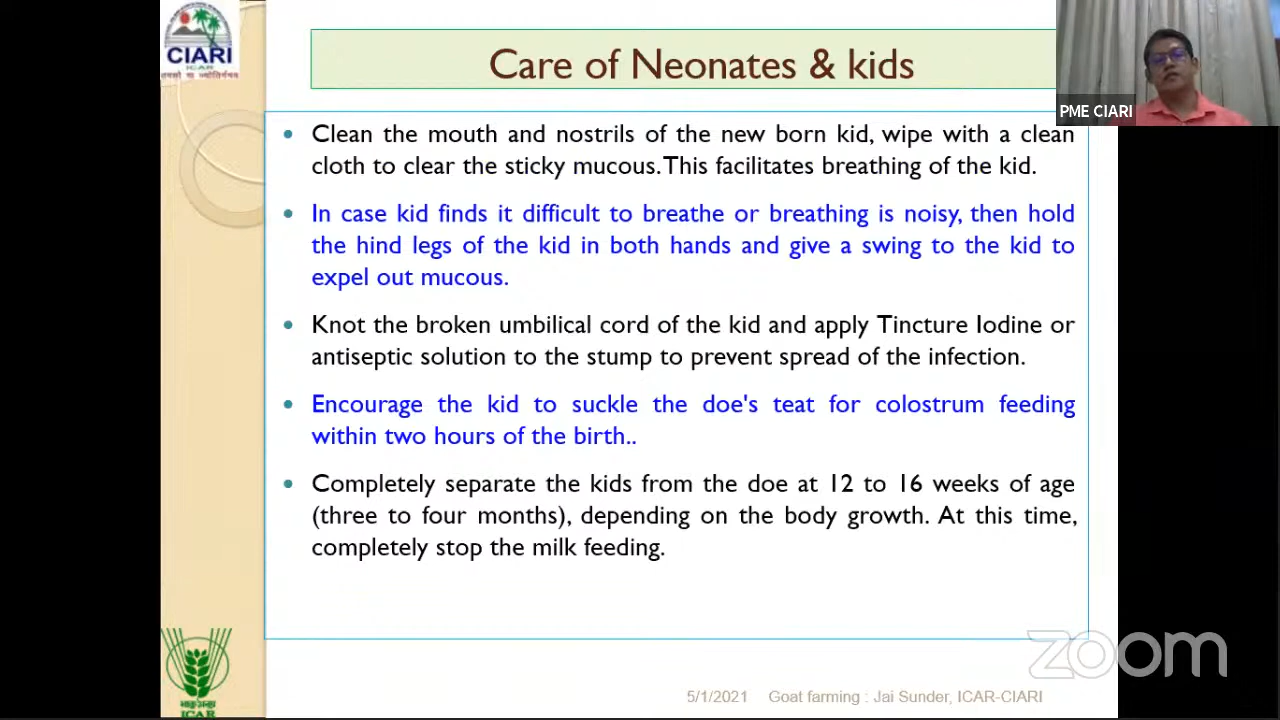 CIARI
ICAR
Care of Neonates & kids
PME CIARI
Clean the mouth and nostrils of the new born kid, wipe with a clean
cloth to clear the sticky mucous. This facilitates breathing of the kid.
In case kid finds it difficult to breathe or breathing is noisy, then hold
the hind legs of the kid in both hands and give a swing to the kid to
expel out mucous.
Knot the broken umbilical cord of the kid and apply Tincture Iodine or
antiseptic solution to the stump to prevent spread of the infection.
Encourage the kid to suckle the doe's teat for colostrum feeding
within two hours of the birth..
Completely separate the kids from the doe at 12 to 16 weeks of age
(three to four months), depending on the body growth. At this time,
completely stop the milk feeding.
zoom
5/1/2021 Goat farming : Jai Sunder, ICAR-CIARI
ICAR